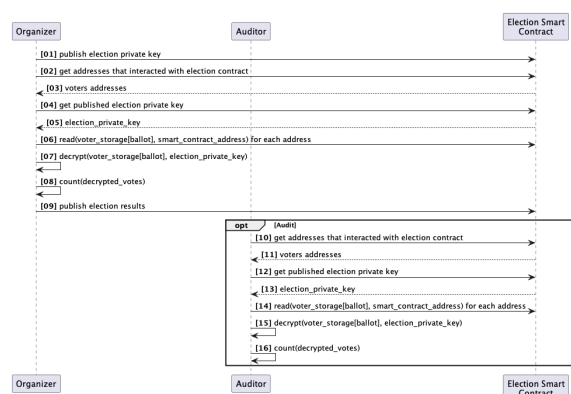 Organizer
Auditor
Election Smart
Contract
[01] publish election private key
[02] get addresses that interacted with election contract
[03] voters addresses
[04] get published election private key
[05] election_private_key
[06] read(voter_storage[ballot], smart_contract_address) for each address
[07] decrypt(voter_storage[ballot], election_private_key)
[08] count(decrypted_votes)
[09] publish election results
opt [Audit]
[10] get addresses that interacted with election contract
[11] voters addresses
[12] get published election private key
[13] election_private_key
[14] read(voter_storage[ballot], smart_contract_address) for each address
[15] decrypt(voter_storage[ballot], election_private_key)
[16] count(decrypted_votes)
Organizer
Auditor
Election Smart
Contract